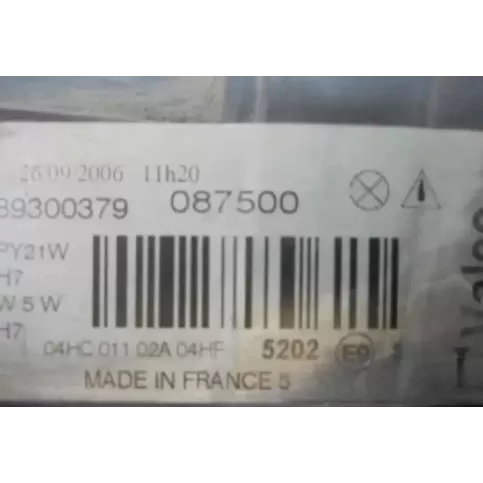 26/09/2006 11h20
89300379 087500
PY21W
H7
W 5 W
H7
04HC 011 02A 04HF 5202
MADE IN FRANCE 5
Valeo